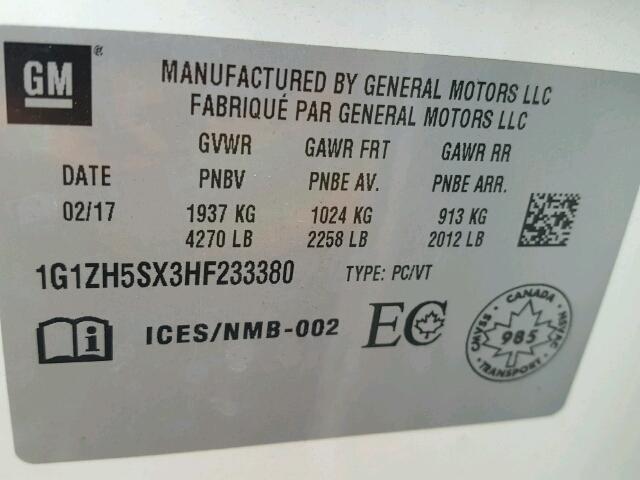 GM ®
MANUFACTURED BY GENERAL MOTORS LLC
FABRIQUÉ PAR GENERAL MOTORS LLC
GVWR GAWR FRT GAWR RR
DATE PNBV PNBE AV. PNBE ARR.
02/17 1937 KG 1024 KG 913 KG
4270 LB 2258 LB 2012 LB
1G1ZH5SX3HF233380 TYPE: PC/VT
i ICES/NMB-002 EC
CANADA
CMVSS 985 NSVAC
TRANSPORT